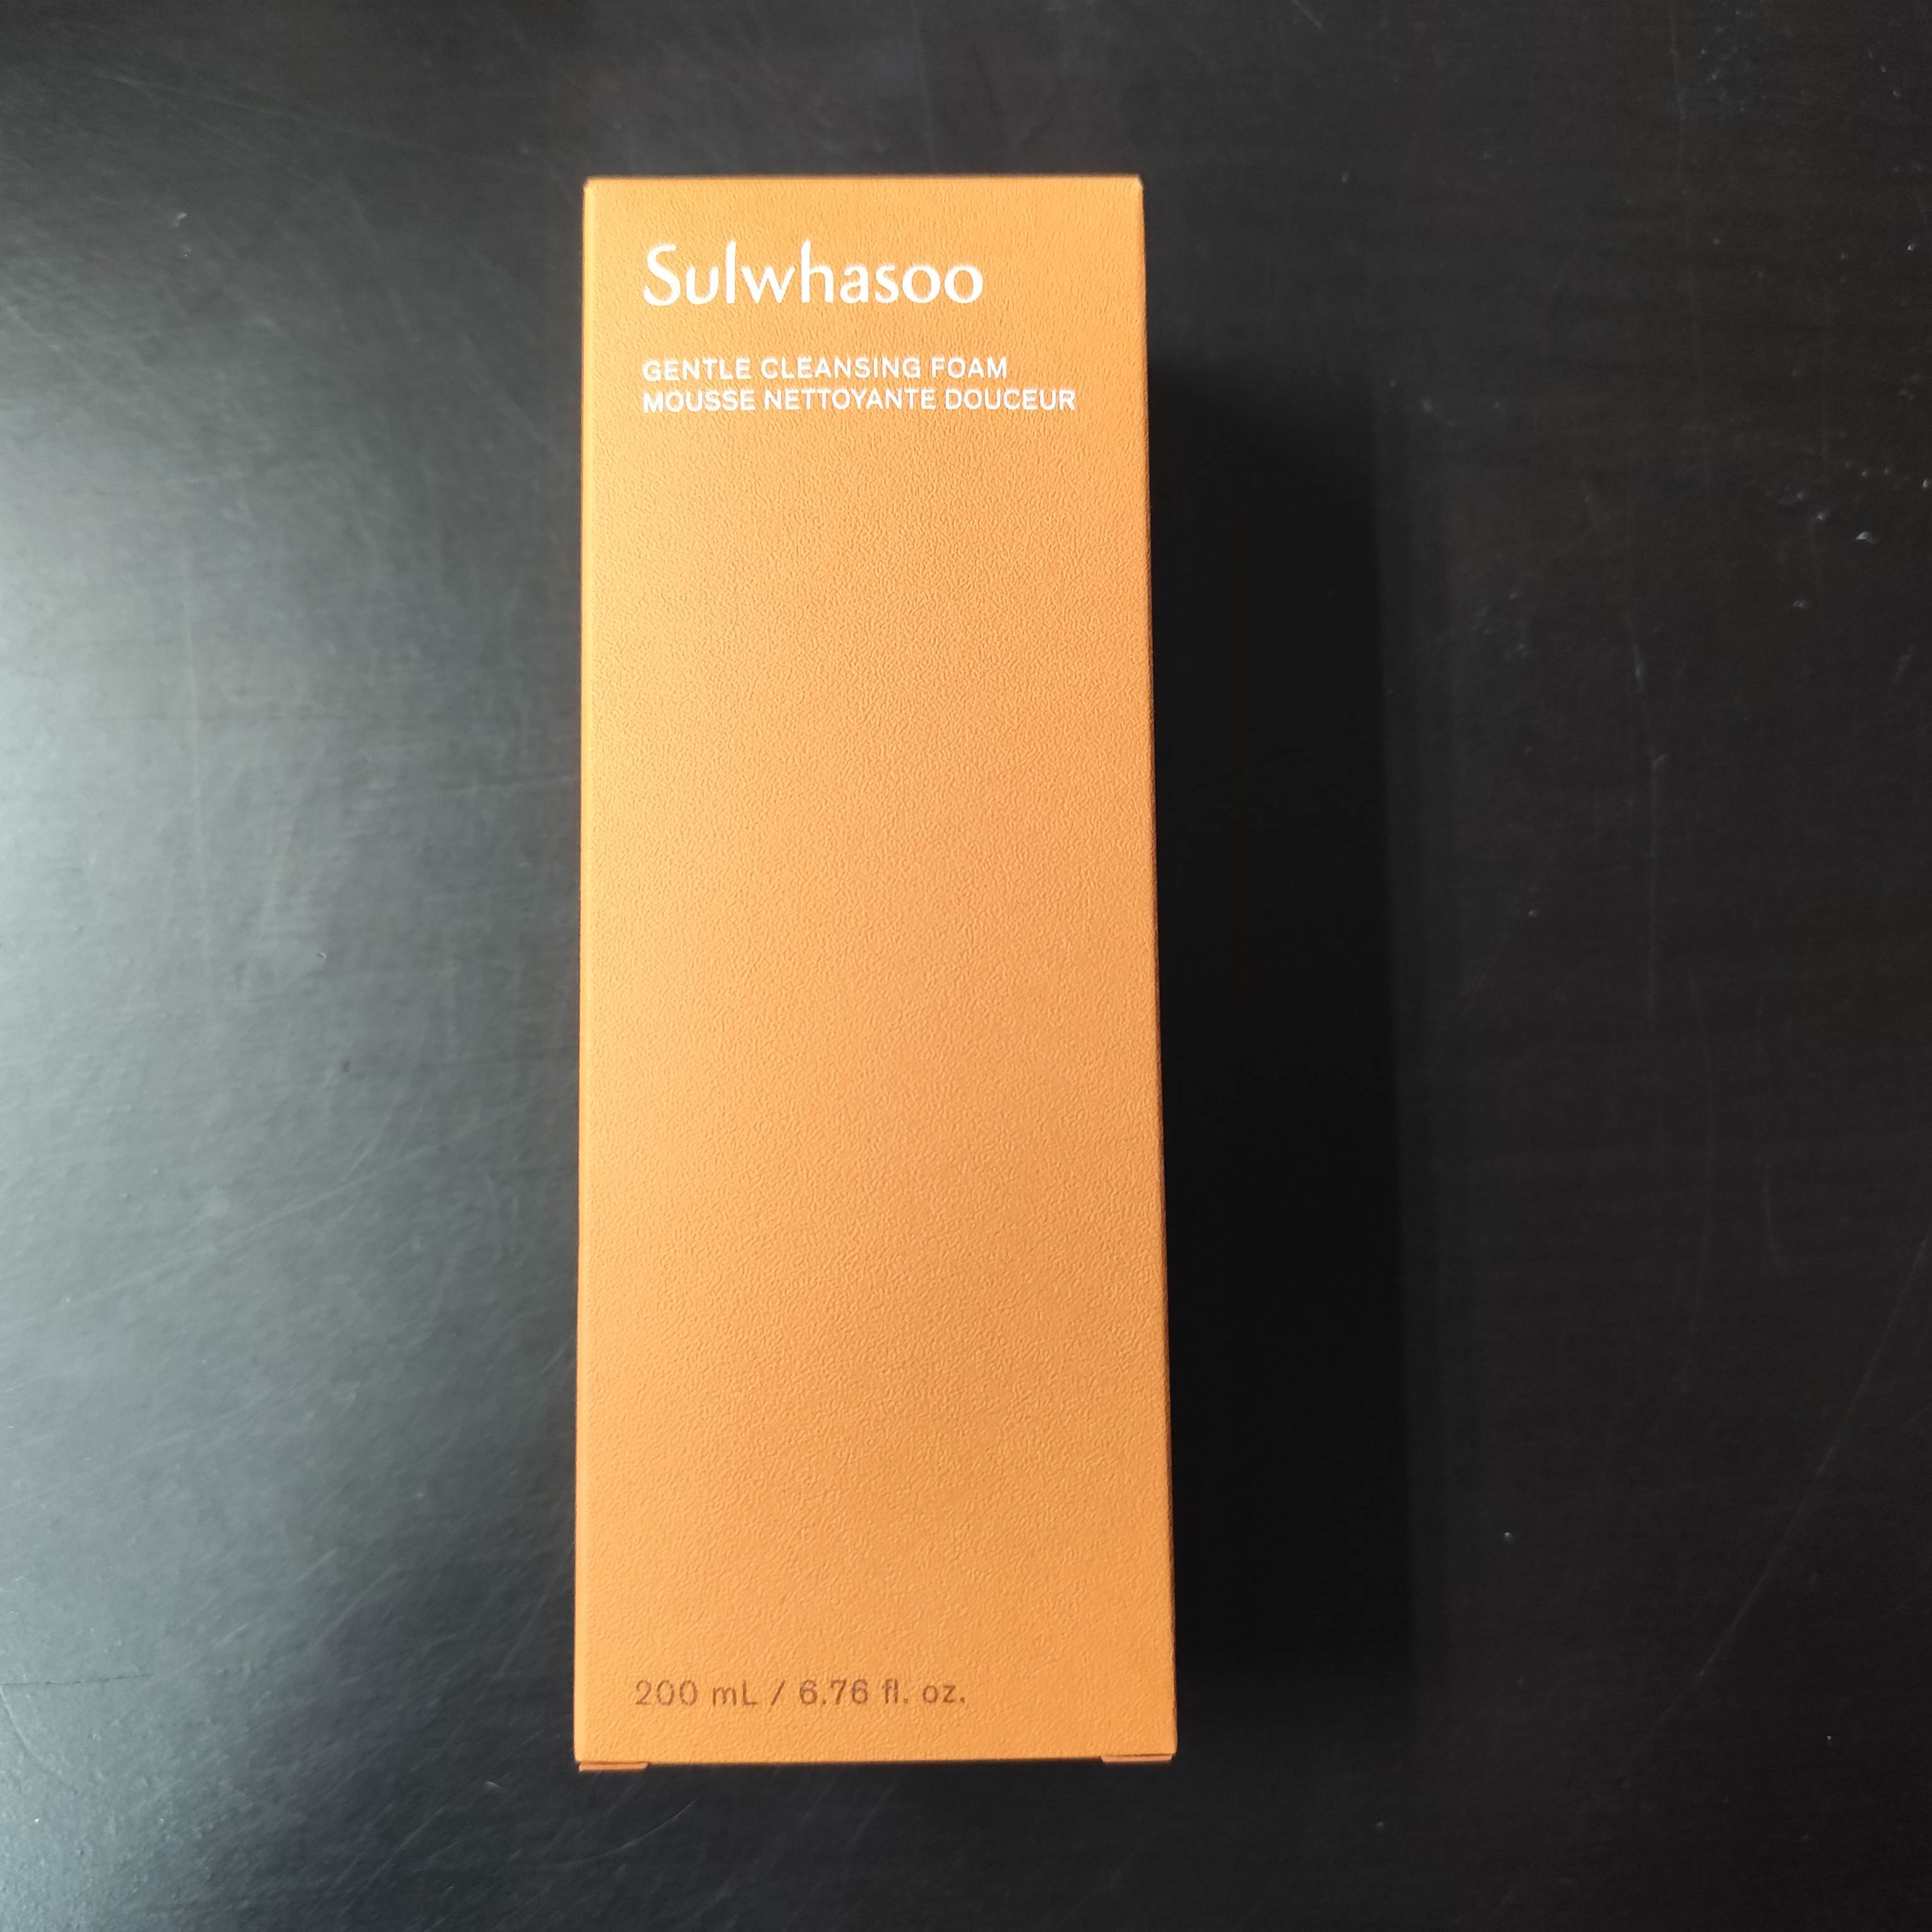 Sulwhasoo
GENTLE CLEANSING FOAM
MOUSSE NETTOYANTE DOUCEUR
200 mL / 6.76 fl. oz.